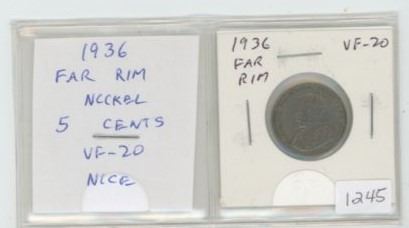 1936
FAR RIM
NICKEL
5 CENTS
VF-20
NICE
1936
FAR
RIM
VF-20
1245